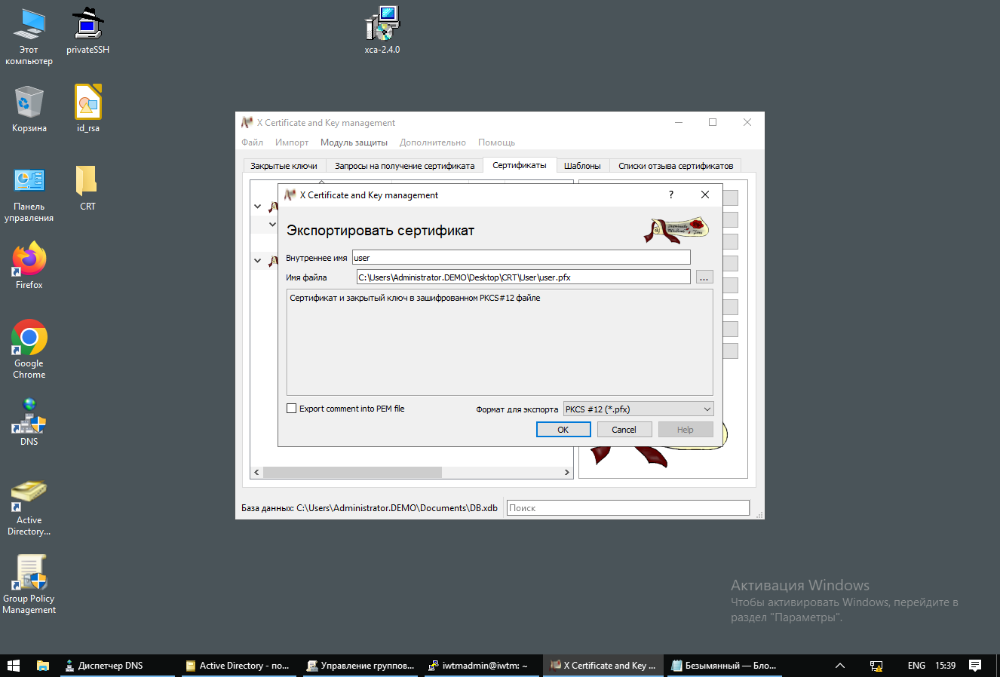 Этот
компьютер
privateSSH
xca-2.4.0
Корзина
id_rsa
Панель
управления
CRT
Firefox
Google
Chrome
DNS
Active
Directory...
Group Policy
Management
X Certificate and Key management
Файл Импорт Модуль защиты Дополнительно Помощь
Закрытые ключи Запросы на получение сертификата Сертификаты Шаблоны Списки отзыва сертификатов
X Certificate and Key management ?
Экспортировать сертификат
Внутреннее имя user
Имя файла C:\Users\Administrator.DEMO\Desktop\CRT\User\user.pfx ...
Сертификат и закрытый ключ в зашифрованном PKCS#12 файле
Export comment into PEM file Формат для экспорта PKCS #12 (*.pfx)
OK Cancel Help
База данных: C:\Users\Administrator.DEMO\Documents\DB.xdb Поиск
Активация Windows
Чтобы активировать Windows, перейдите в
раздел "Параметры".
Диспетчер DNS Active Directory - по... Управление группов... iwtmadmin@iwtm: ~ X Certificate and Key ... Безымянный — Бло... ENG 15:39